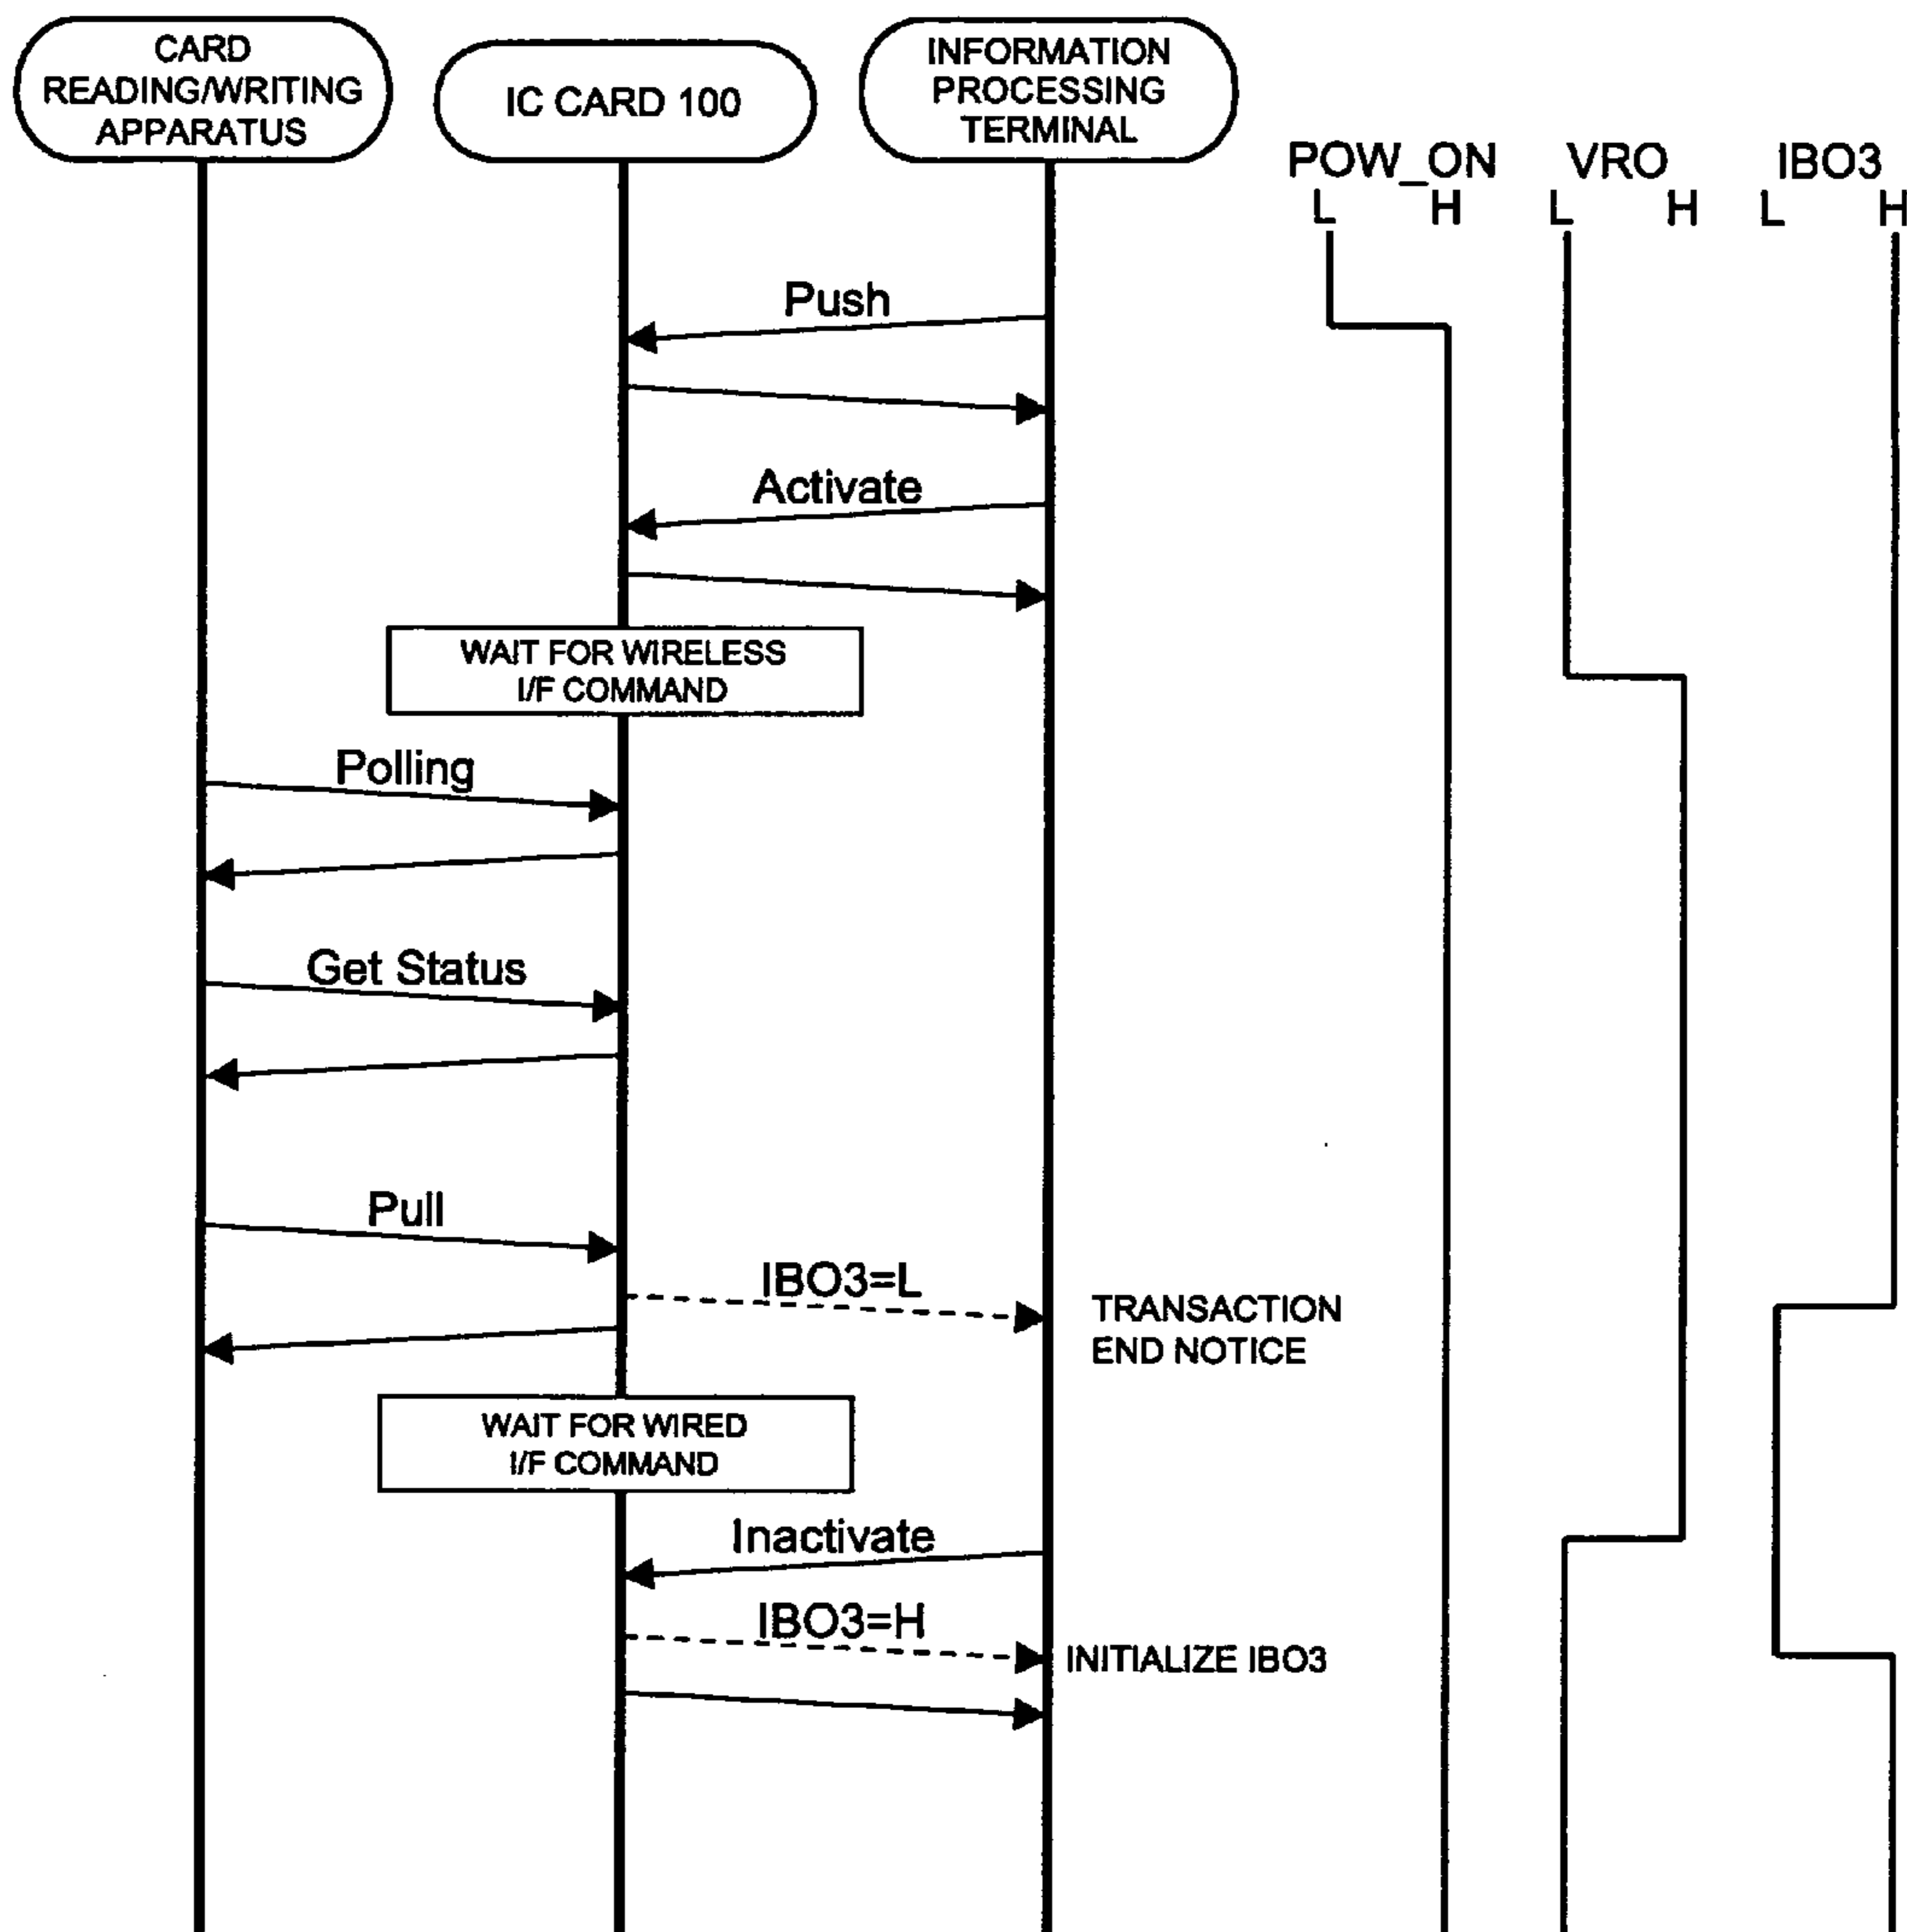 CARD
READING/WRITING
APPARATUS
IC CARD 100
INFORMATION
PROCESSING
TERMINAL
POW_ON
VRO
IBO3
L H
L H
L H
Push
Activate
WAIT FOR WIRELESS
I/F COMMAND
Polling
Get Status
Pull
IBO3=L
TRANSACTION
END NOTICE
WAIT FOR WIRED
I/F COMMAND
Inactivate
IBO3=H
INITIALIZE IBO3